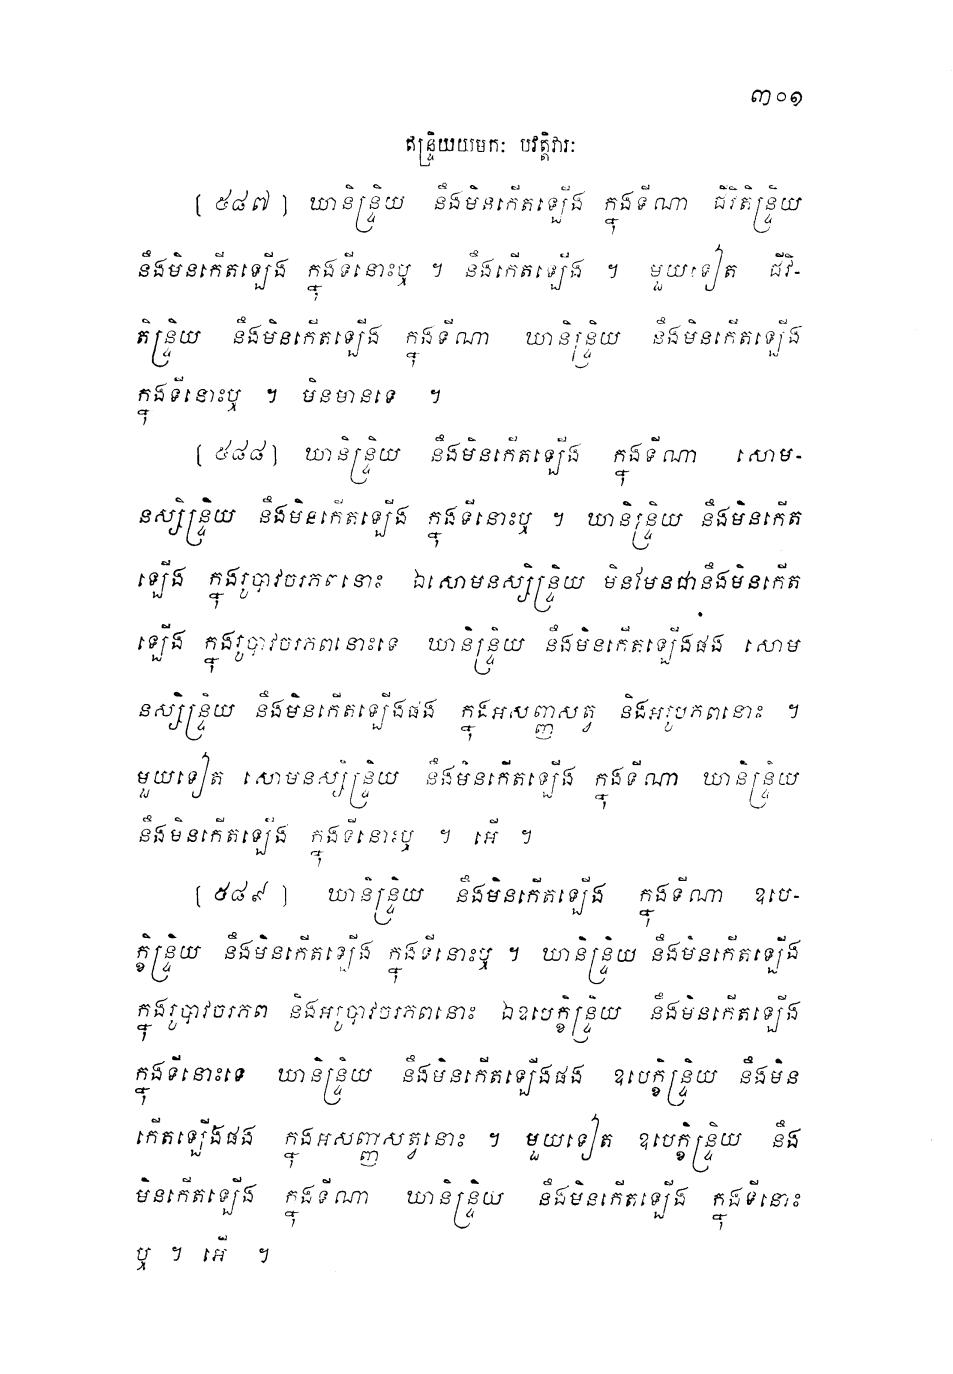 ៣០១
ឥន្ទ្រិយយមកៈ បវត្តិវារៈ
[ ៥៨៧ ] ឃានិន្ទ្រិយ នឹងមិនកើតឡើង ក្នុងទីណា ជីវិតិន្ទ្រិយ
នឹងមិនកើតឡើង ក្នុងទីនោះឬ ។ នឹងកើតឡើង ។ មួយទៀត ជីវិ-
តិន្ទ្រិយ នឹងមិនកើតឡើង ក្នុងទីណា ឃានិន្ទ្រិយ នឹងមិនកើតឡើង
ក្នុងទីនោះឬ ។ មិនមានទេ ។
[ ៥៨៨ ] ឃានិន្ទ្រិយ នឹងមិនកើតឡើង ក្នុងទីណា សោម-
នស្សិន្ទ្រិយ នឹងមិនកើតឡើង ក្នុងទីនោះឬ ។ ឃានិន្ទ្រិយ នឹងមិនកើត
ឡើង ក្នុងរូបាវចរភពនោះ ឯសោមនស្សិន្ទ្រិយ មិនមែនជានឹងមិនកើត
ឡើង ក្នុងរូបាវចរភពនោះទេ ឃានិន្ទ្រិយ នឹងមិនកើតឡើងផង សោម
នស្សិន្ទ្រិយ នឹងមិនកើតឡើងផង ក្នុងអសញ្ញសត្វ និងអរូបភពនោះ ។
មួយទៀត សោមនស្សិន្ទ្រិយ នឹងមិនកើតឡើង ក្នុងទីណា ឃានិន្ទ្រិយ
នឹងមិនកើតឡើង ក្នុងទីនោះឬ ។ អើ ។
[ ៥៨៩ ] ឃានិន្ទ្រិយ នឹងមិនកើតឡើង ក្នុងទីណា ឧបេ-
ក្ខិន្ទ្រិយ នឹងមិនកើតឡើង ក្នុងទីនោះឬ ។ ឃានិន្ទ្រិយ នឹងមិនកើតឡើង
ក្នុងរូបាវចរភព និងអរូបាវចរភពនោះ ឯឧបេក្ខិន្ទ្រិយ នឹងមិនកើតឡើង
ក្នុងទីនោះទេ ឃានិន្ទ្រិយ នឹងមិនកើតឡើងផង ឧបេក្ខិន្ទ្រិយ នឹងមិន
កើតឡើងផង ក្នុងអសញ្ញសត្វនោះ ។ មួយទៀត ឧបេក្ខិន្ទ្រិយ នឹង
មិនកើតឡើង ក្នុងទីណា ឃានិន្ទ្រិយ នឹងមិនកើតឡើង ក្នុងទីនោះ
ឬ ។ អើ ។